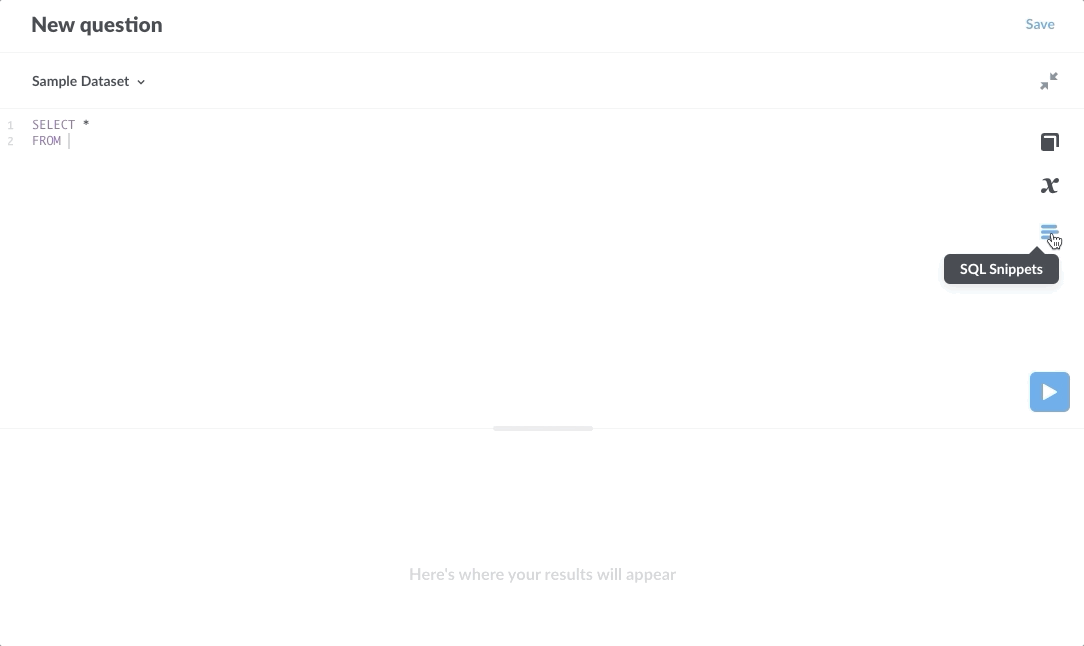 New question
Save
Sample Dataset
1 SELECT *
2 FROM
x
SQL Snippets
Here's where your results will appear